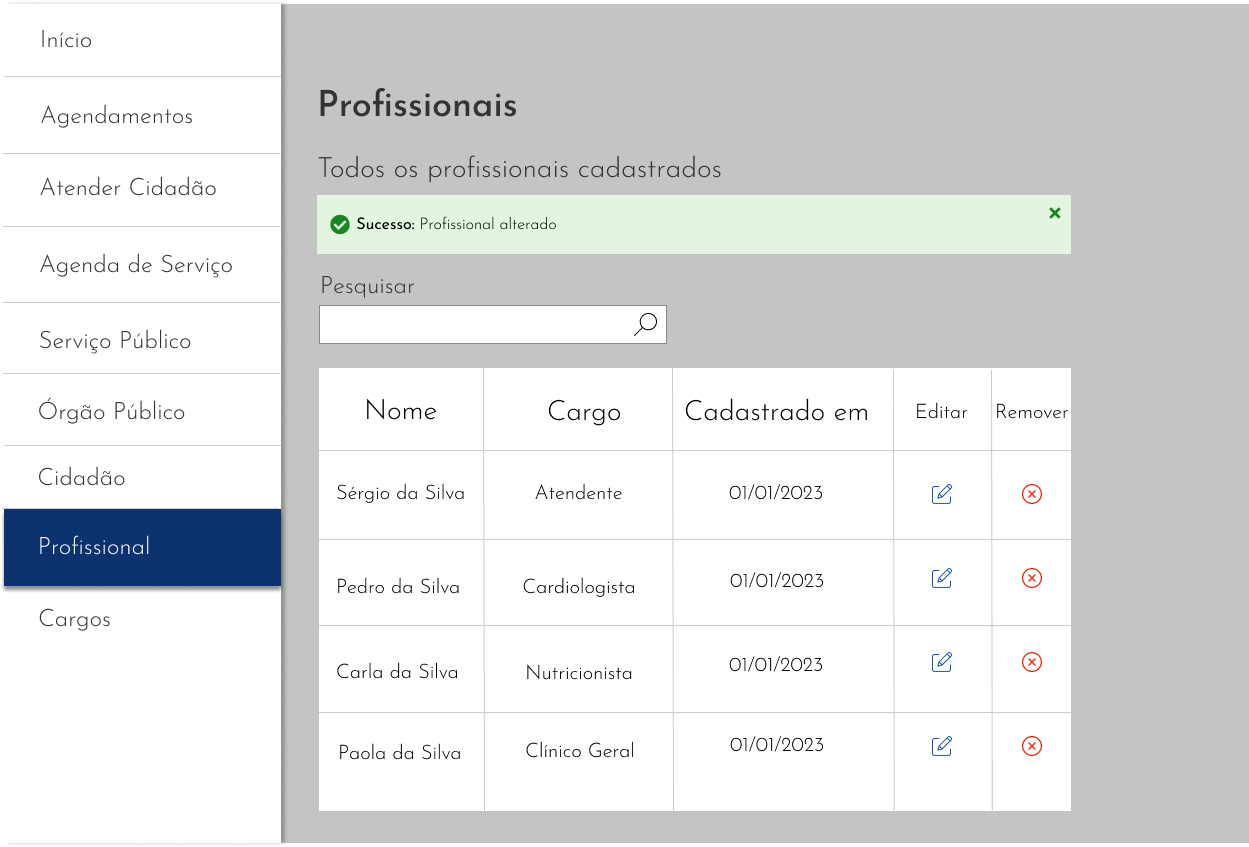 Início
Agendamentos
Atender Cidadão
Agenda de Serviço
Serviço Público
Órgão Público
Cidadão
Profissional
Cargos
Profissionais
Todos os profissionais cadastrados
Sucesso: Profissional alterado
Pesquisar
Nome Cargo Cadastrado em Editar Remover
Sérgio da Silva Atendente 01/01/2023
Pedro da Silva Cardiologista 01/01/2023
Carla da Silva Nutricionista 01/01/2023
Paola da Silva Clínico Geral 01/01/2023